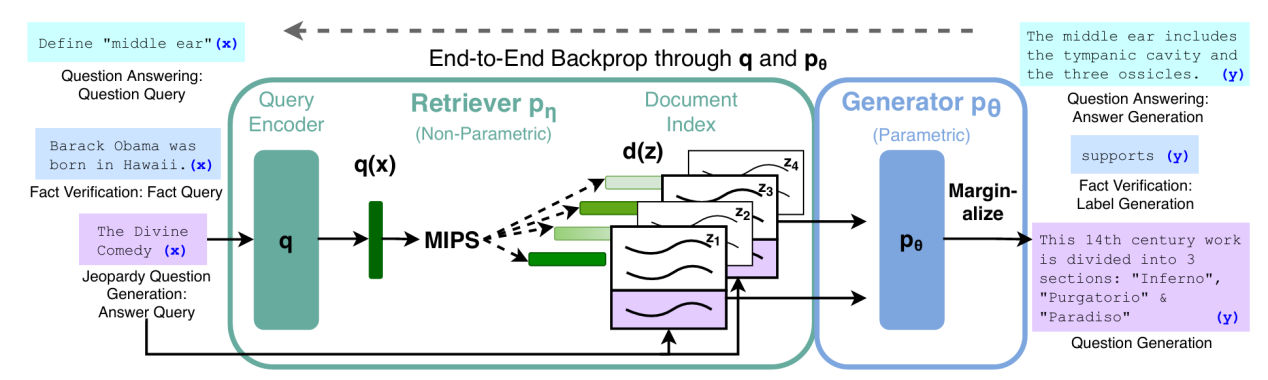 Define "middle ear" (x)
Question Answering:
Question Query
Barack Obama was
born in Hawaii. (x)
Fact Verification: Fact Query
The Divine
Comedy (x)
Jeopardy Question
Generation:
Answer Query
End-to-End Backprop through q and pθ
Query
Encoder
q
Retriever pη
(Non-Parametric)
q(x)
MIPS
Document
Index
d(z)
z4
z3
z2
z1
Generator pθ
(Parametric)
pθ
Margin-
alize
The middle ear includes
the tympanic cavity and
the three ossicles. (y)
Question Answering:
Answer Generation
supports (y)
Fact Verification:
Label Generation
This 14th century work
is divided into 3
sections: "Inferno",
"Purgatorio" &
"Paradiso" (y)
Question Generation